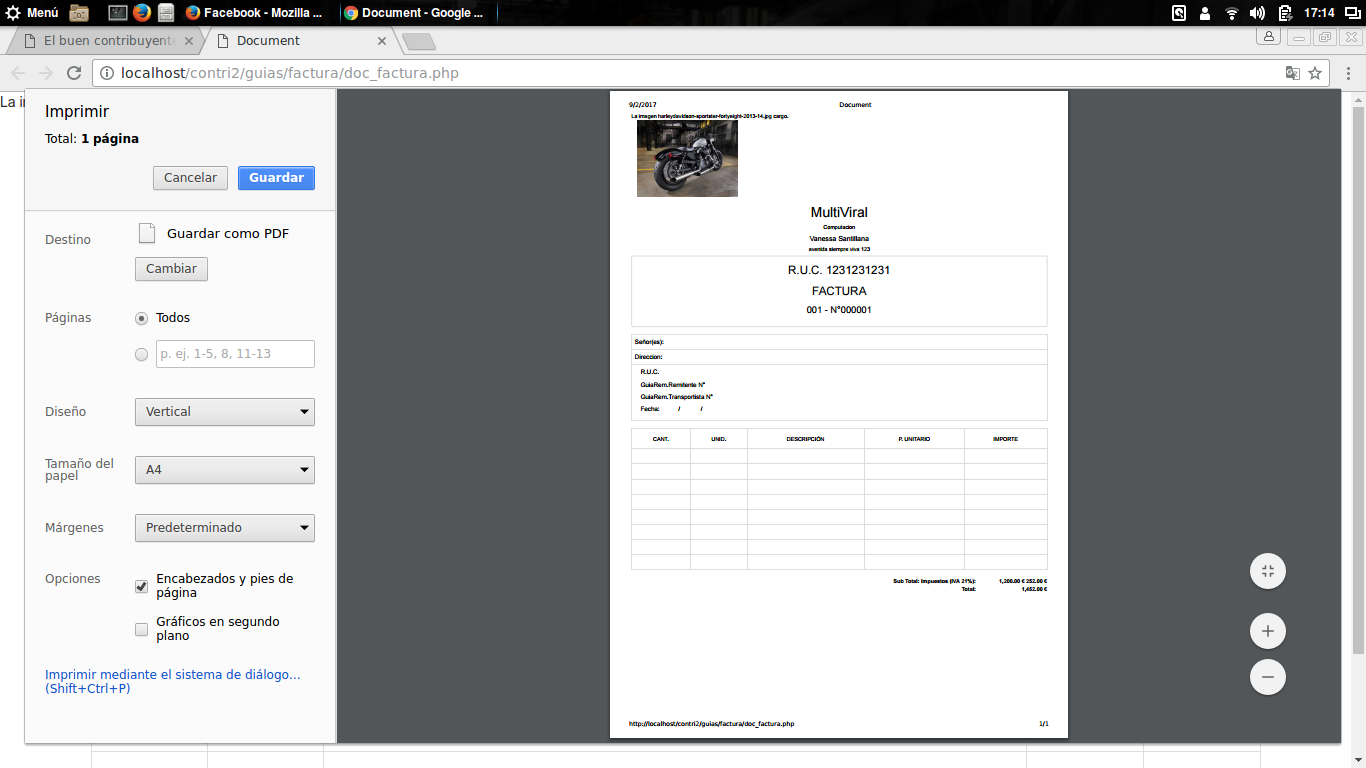 Menú
Facebook - Mozilla ...
Document - Google ...
17:14
El buen contribuyent
Document
localhost/contri2/guias/factura/doc_factura.php
La i
Imprimir
Total: 1 página
Cancelar
Guardar
Destino
Guardar como PDF
Cambiar
Páginas
Todos
p. ej. 1-5, 8, 11-13
Diseño
Vertical
Tamaño del
papel
A4
Márgenes
Predeterminado
Opciones
Encabezados y pies de
página
Gráficos en segundo
plano
Imprimir mediante el sistema de diálogo...
(Shift+Ctrl+P)
9/2/2017
Document
La imagen harleydavidson-sportster-fortyeight-2013-14.jpg cargo.
MultiViral
Computacion
Vanessa Santillana
avenida siempre viva 123
R.U.C. 1231231231
FACTURA
001 - N°000001
Señor(es):
Direccion:
R.U.C.
GuiaRem.Remitente N°
GuiaRem.Transportista N°
Fecha: / /
CANT. UNID. DESCRIPCIÓN P. UNITARIO IMPORTE
Sub Total: Impuestos (IVA 21%): 1,200.00 € 252.00 €
Total: 1,452.00 €
http://localhost/contri2/guias/factura/doc_factura.php
1/1